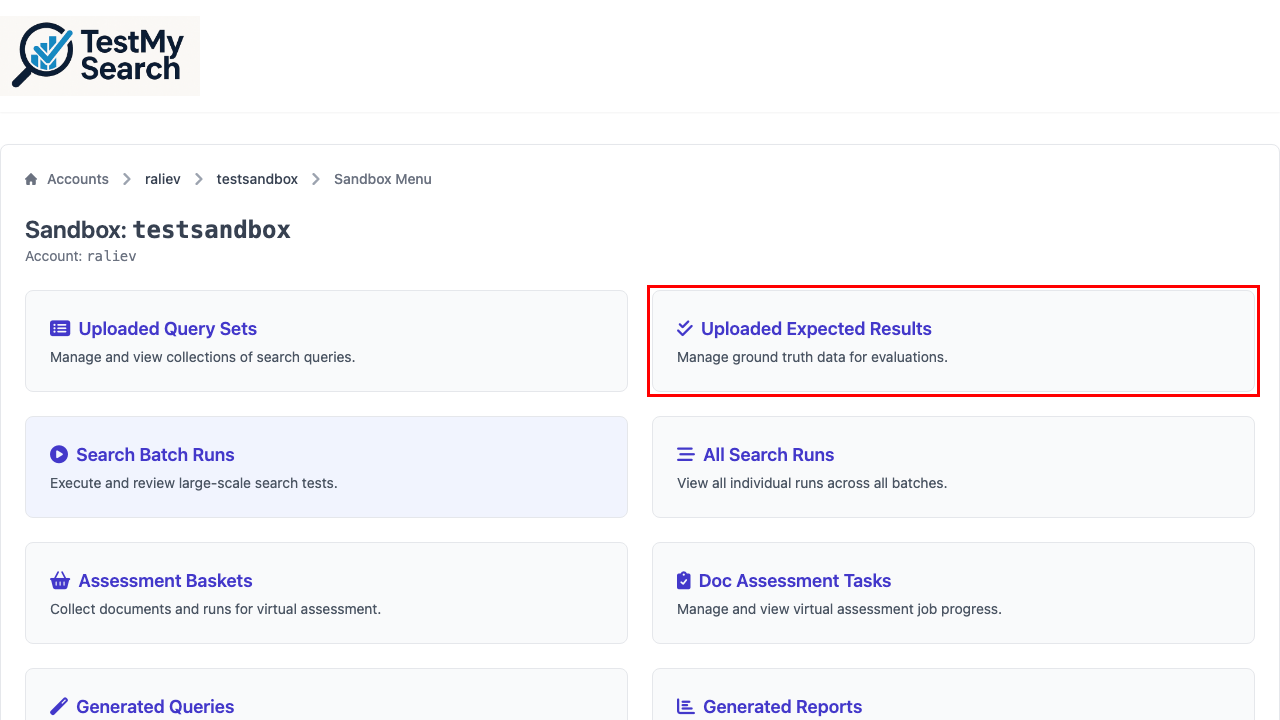 TestMy
Search
Accounts > raliev > testsandbox > Sandbox Menu
Sandbox: testsandbox
Account: raliev
Uploaded Query Sets
Manage and view collections of search queries.
Uploaded Expected Results
Manage ground truth data for evaluations.
Search Batch Runs
Execute and review large-scale search tests.
All Search Runs
View all individual runs across all batches.
Assessment Baskets
Collect documents and runs for virtual assessment.
Doc Assessment Tasks
Manage and view virtual assessment job progress.
Generated Queries
Generated Reports